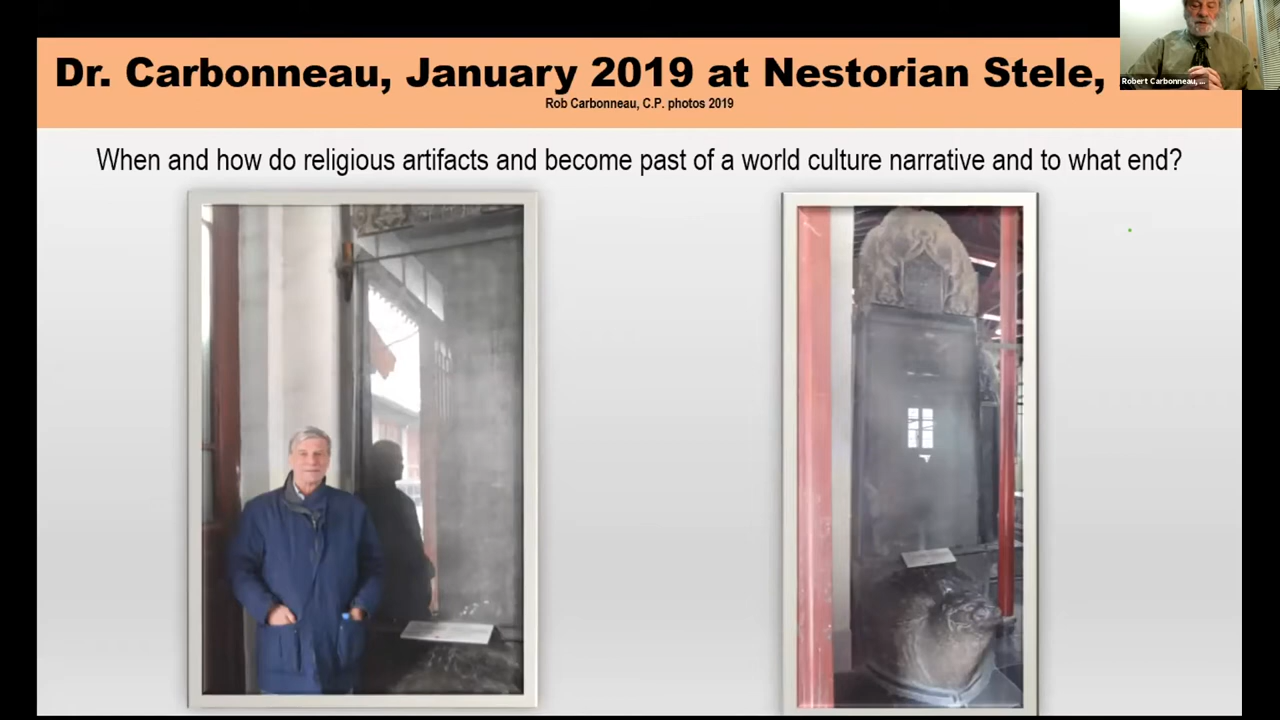 Dr. Carbonneau, January 2019 at Nestorian Stele,
Rob Carbonneau, C.P. photos 2019
Robert Carbonneau, ...
When and how do religious artifacts and become past of a world culture narrative and to what end?